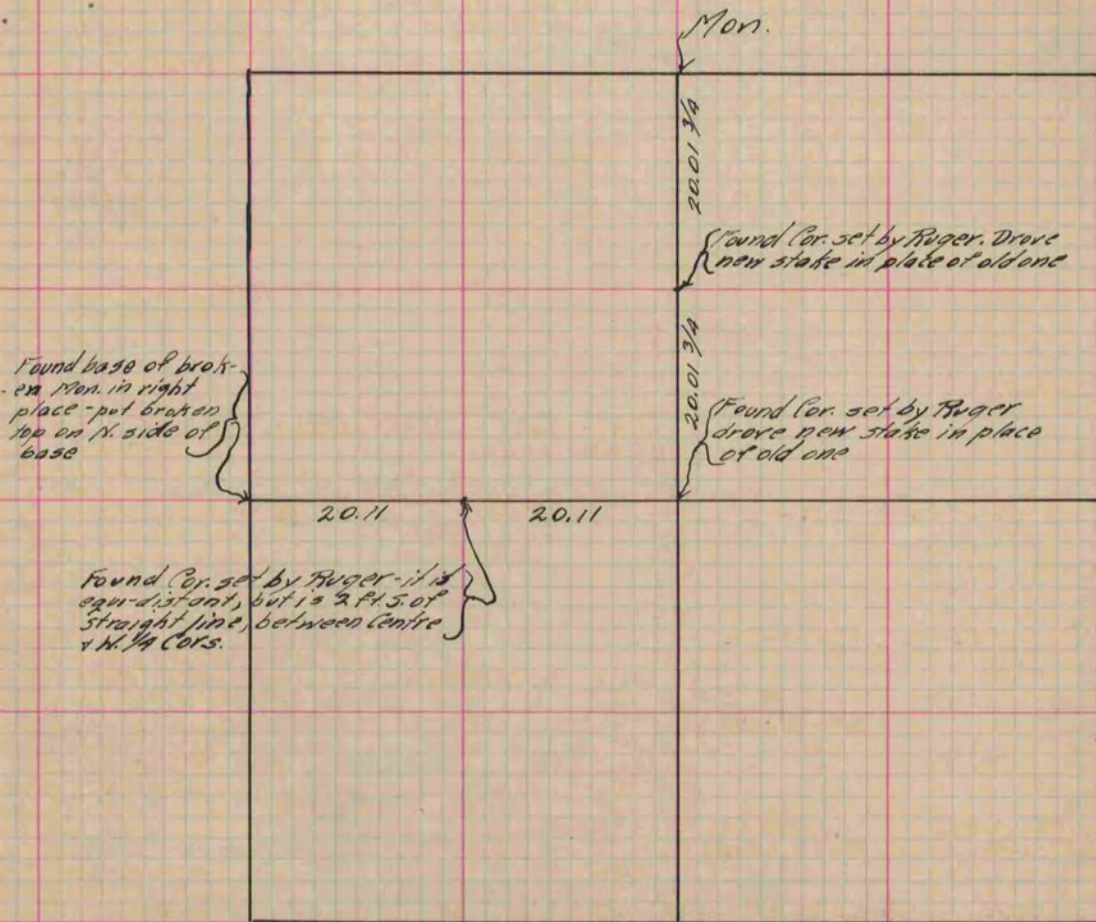 Mon.
20.01 3/4
Found Cor. set by Ruger. Drove
new stake in place of old one
20.01 3/4
Found base of brok-
en Mon. in right
place - put broken
top on N. side of
base
Found Cor. set by Ruger
drove new stake in place
of old one
20.11
20.11
Found Cor. set by Ruger - it is
equi-distant, but is 2 ft. S. of
straight line, between Centre
& W. 1/4 Cors.